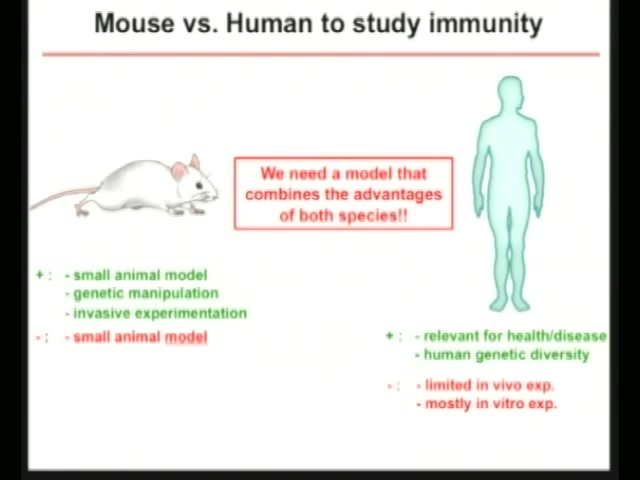 Mouse vs. Human to study immunity
We need a model that
combines the advantages
of both species!!
+ : - small animal model
- genetic manipulation
- invasive experimentation
- : - small animal model
+ : - relevant for health/disease
- human genetic diversity
- : - limited in vivo exp.
- mostly in vitro exp.